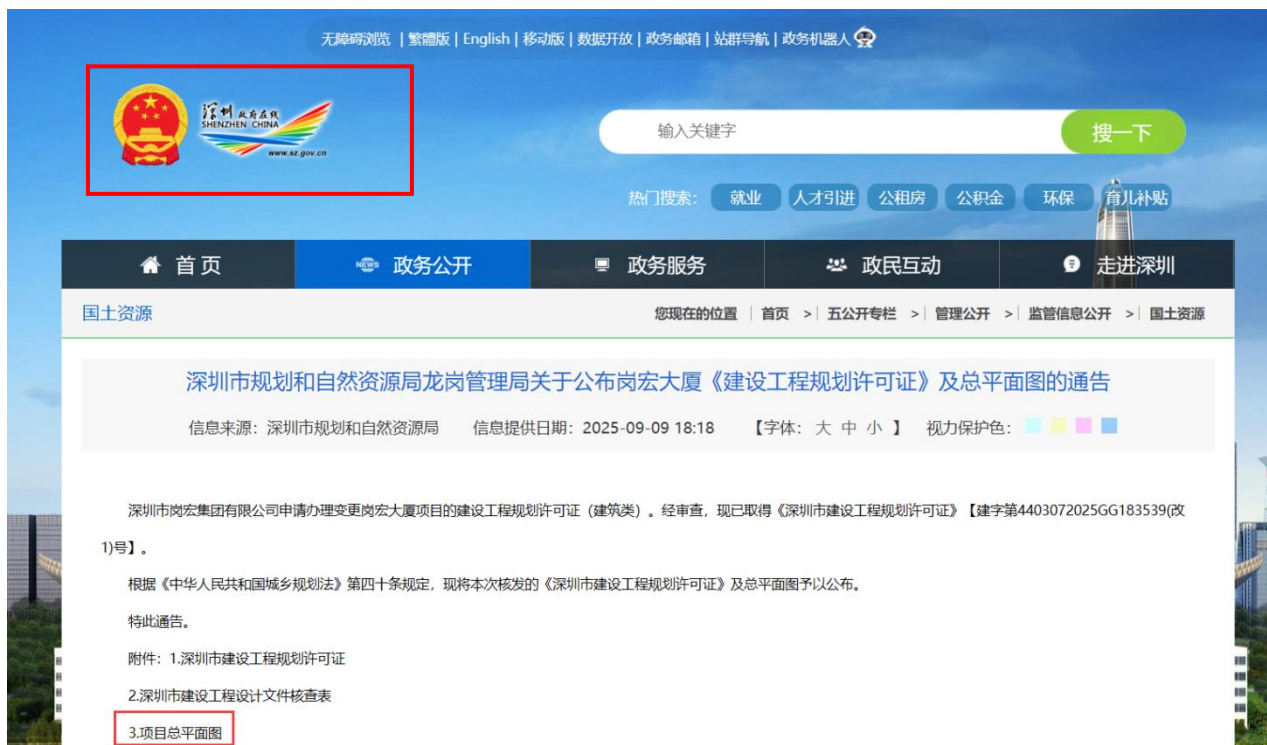 无障碍浏览 | 繁體版 | English | 移动版 | 数据开放 | 政务邮箱 | 站群导航 | 政务机器人
深圳 政府在线
SHENZHEN CHINA
www.sz.gov.cn
输入关键字 搜一下
热门搜索： 就业 人才引进 公租房 公积金 环保 育儿补贴
首页 NEWS 政务公开 政务服务 政民互动 走进深圳
国土资源 您现在的位置 首页 > 五公开专栏 > 管理公开 > 监管信息公开 > 国土资源
深圳市规划和自然资源局龙岗管理局关于公布岗宏大厦《建设工程规划许可证》及总平面图的通告
信息来源：深圳市规划和自然资源局 信息提供日期：2025-09-09 18:18 【字体： 大 中 小 】 视力保护色：
深圳市岗宏集团有限公司申请办理变更岗宏大厦项目的建设工程规划许可证（建筑类）。经审查，现已取得《深圳市建设工程规划许可证》【建字第4403072025GG183539(改
1)号】。
根据《中华人民共和国城乡规划法》第四十条规定，现将本次核发的《深圳市建设工程规划许可证》及总平面图予以公布。
特此通告。
附件：1.深圳市建设工程规划许可证
2.深圳市建设工程设计文件核查表
3.项目总平面图